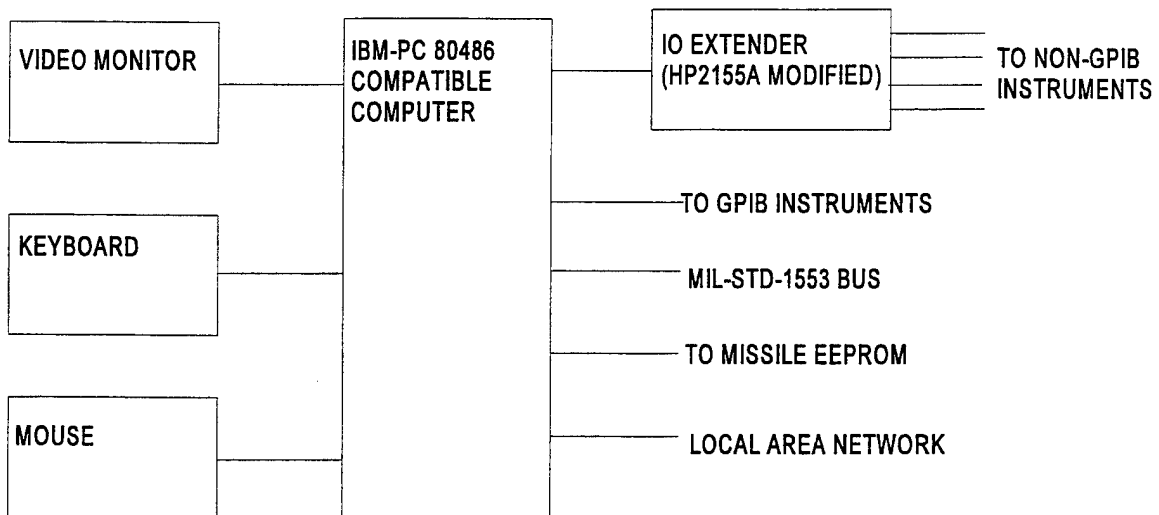 VIDEO MONITOR
IBM-PC 80486
COMPATIBLE
COMPUTER
IO EXTENDER
(HP2155A MODIFIED)
TO NON-GPIB
INSTRUMENTS
TO GPIB INSTRUMENTS
KEYBOARD
MIL-STD-1553 BUS
TO MISSILE EEPROM
MOUSE
LOCAL AREA NETWORK